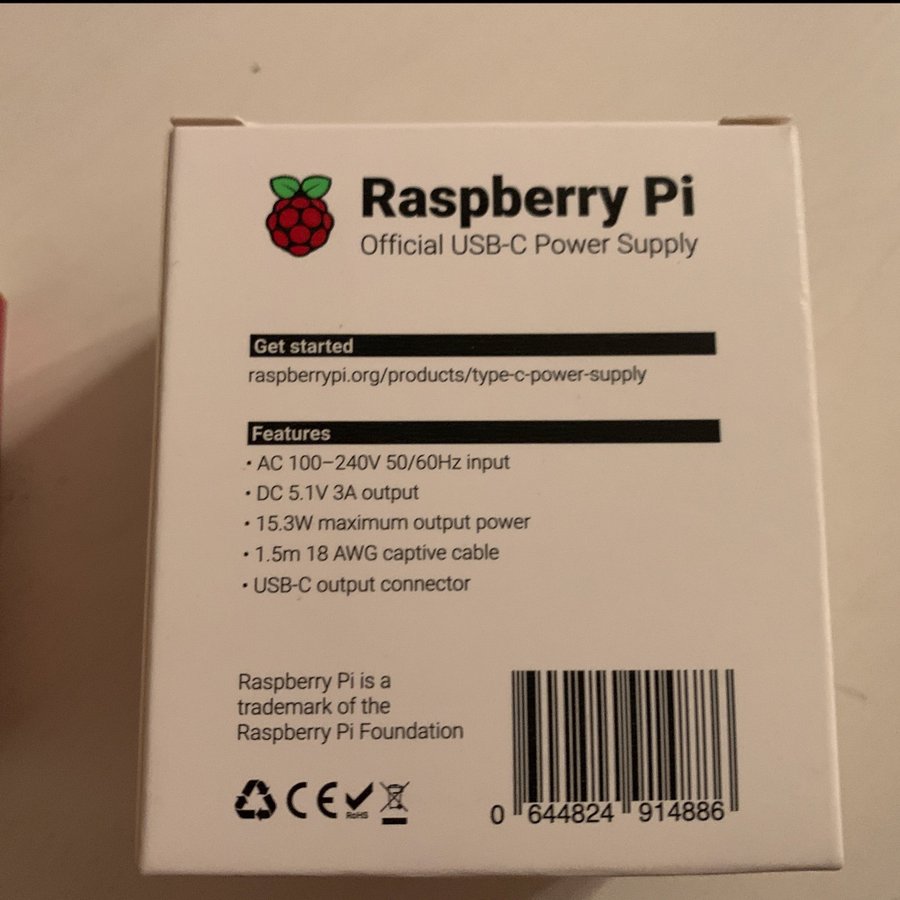 Raspberry Pi
Official USB-C Power Supply
Get started
raspberrypi.org/products/type-c-power-supply
Features
• AC 100–240V 50/60Hz input
• DC 5.1V 3A output
• 15.3W maximum output power
• 1.5m 18 AWG captive cable
• USB-C output connector
Raspberry Pi is a
trademark of the
Raspberry Pi Foundation
CE RoHS
0 644824 914886